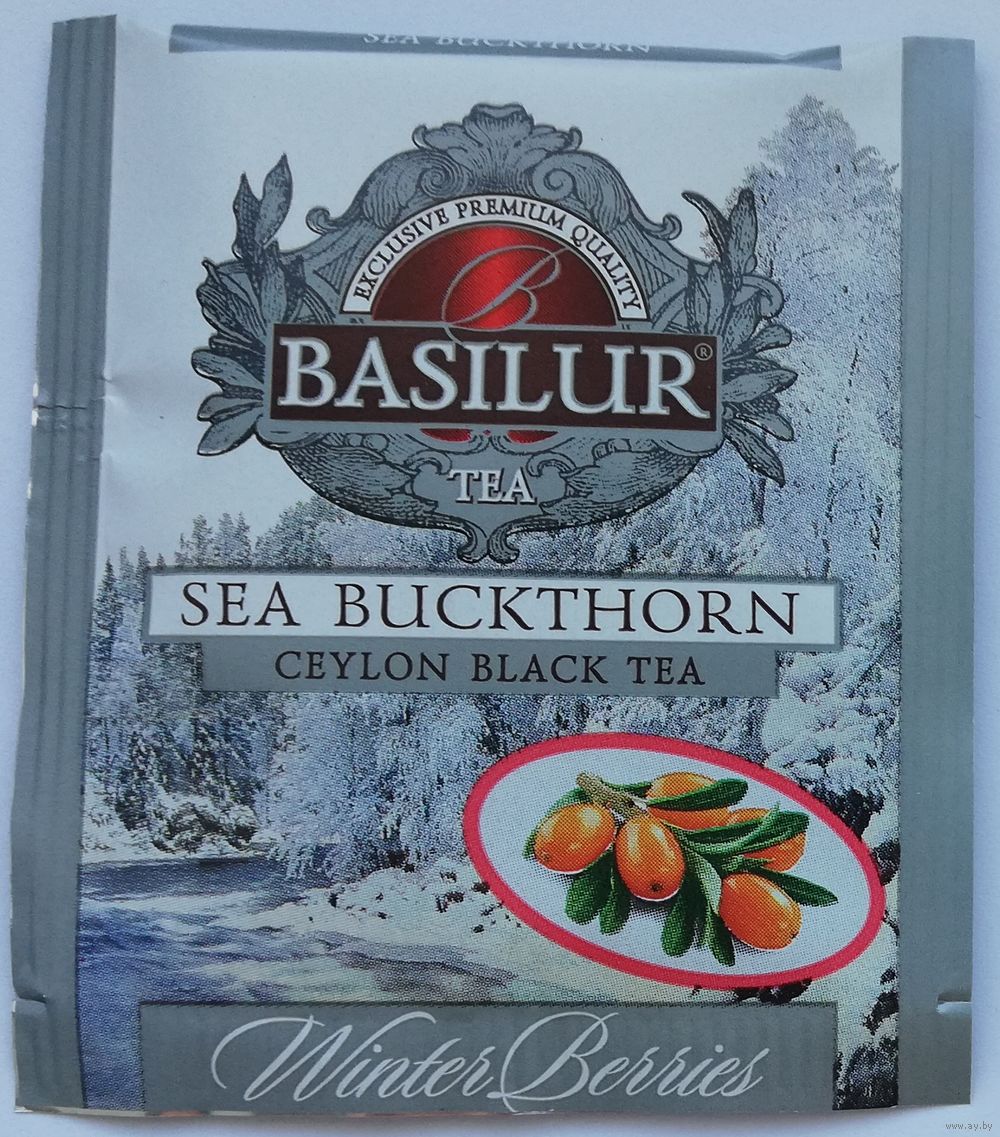 SEA BUCKTHORN
EXCLUSIVE PREMIUM QUALITY
B
BASILUR®
TEA
SEA BUCKTHORN
CEYLON BLACK TEA
Winter Berries
www.ay.by